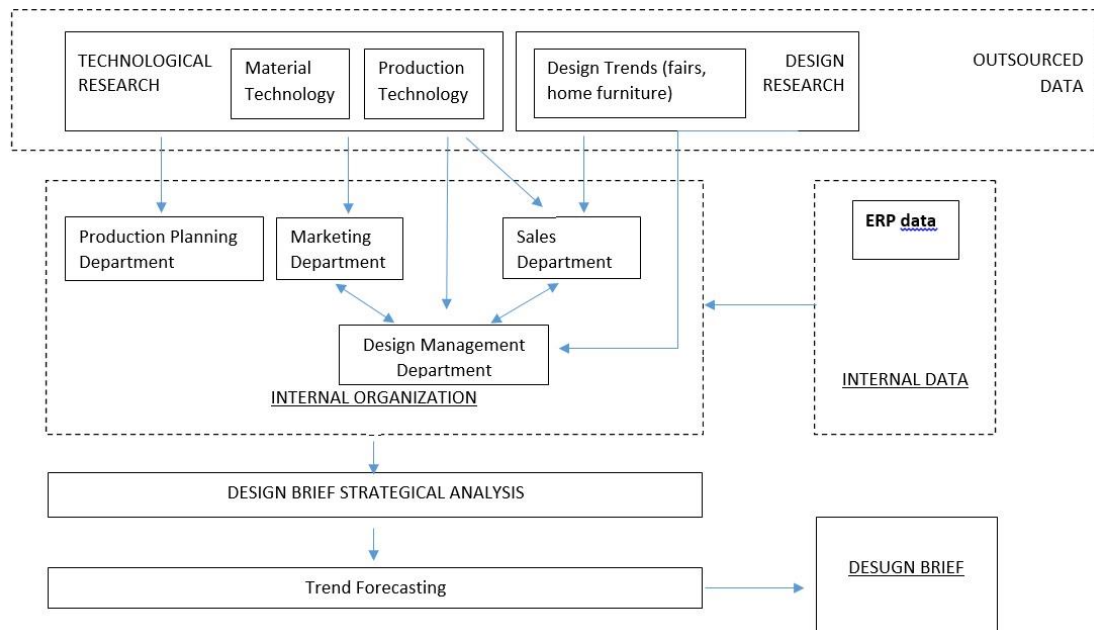 TECHNOLOGICAL
RESEARCH
Material
Technology
Production
Technology
Design Trends (fairs,
home furniture)
DESIGN
RESEARCH
OUTSOURCED
DATA
Production Planning
Department
Marketing
Department
Sales
Department
ERP data
Design Management
Department
INTERNAL ORGANIZATION
INTERNAL DATA
DESIGN BRIEF STRATEGICAL ANALYSIS
Trend Forecasting
DESUGN BRIEF